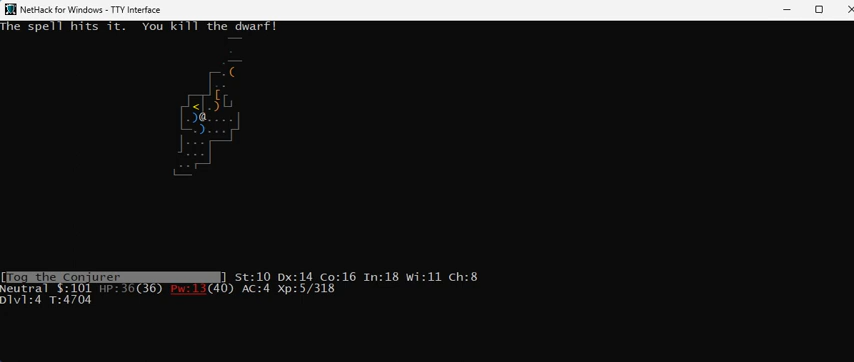 NetHack for Windows - TTY Interface
The spell hits it.  You kill the dwarf!
.
.
.(
..
[
<|.)
|.)@....|
.)...
|...
...|
..
[Tog the Conjurer             ] St:10 Dx:14 Co:16 In:18 Wi:11 Ch:8
Neutral $:101 HP:36(36) Pw:13(40) AC:4 Xp:5/318
Dlvl:4 T:4704